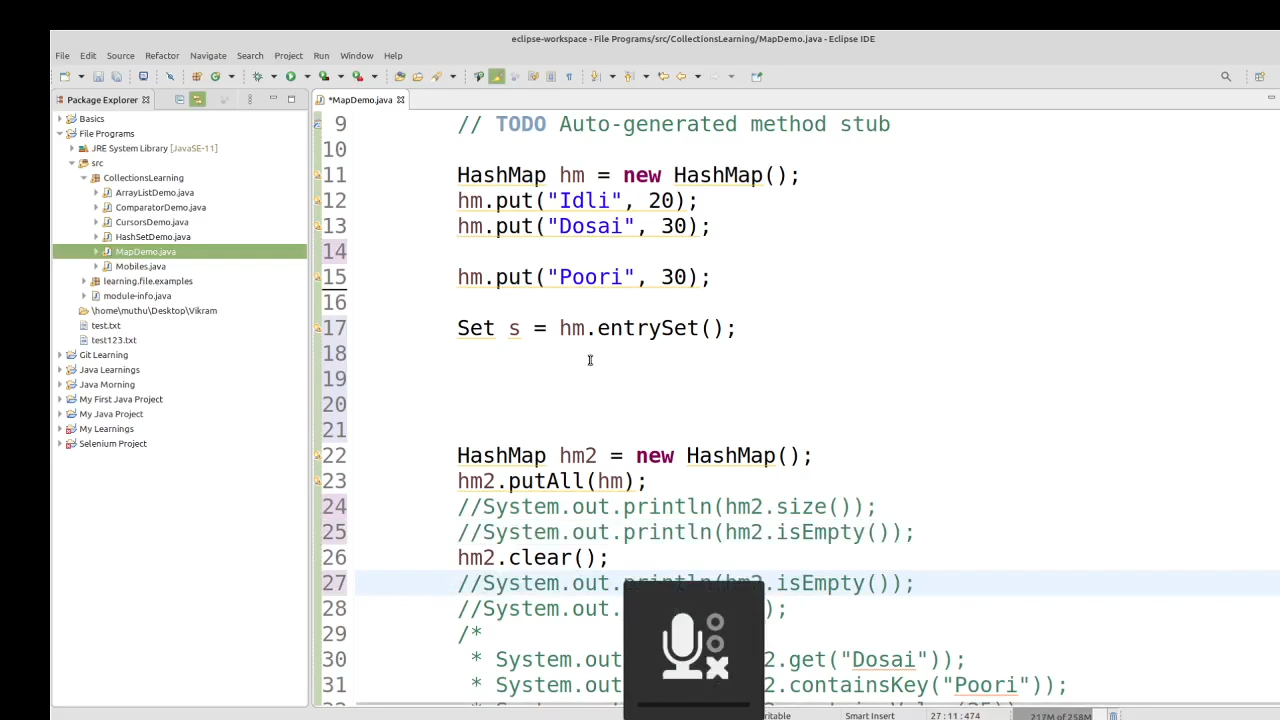 eclipse-workspace - File Programs/src/CollectionsLearning/MapDemo.java - Eclipse IDE
File Edit Source Refactor Navigate Search Project Run Window Help
Package Explorer
*MapDemo.java
Basics
File Programs
JRE System Library [JavaSE-11]
src
CollectionsLearning
ArrayListDemo.java
ComparatorDemo.java
CursorsDemo.java
HashSetDemo.java
MapDemo.java
Mobiles.java
learning.file.examples
module-info.java
\home\muthu\Desktop\Vikram
test.txt
test123.txt
Git Learning
Java Learnings
Java Morning
My First Java Project
My Java Project
My Learnings
Selenium Project
9 // TODO Auto-generated method stub
10
11 HashMap hm = new HashMap();
12 hm.put("Idli", 20);
13 hm.put("Dosai", 30);
14
15 hm.put("Poori", 30);
16
17 Set s = hm.entrySet();
18
19
20
21
22 HashMap hm2 = new HashMap();
23 hm2.putAll(hm);
24 //System.out.println(hm2.size());
25 //System.out.println(hm2.isEmpty());
26 hm2.clear();
27 //System.out.println(hm2.isEmpty());
28 //System.out. );
29 /*
30 * System.out 2.get("Dosai"));
31 * System.out 2.containsKey("Poori"));
Smart Insert 27:11:474 217M of 258M